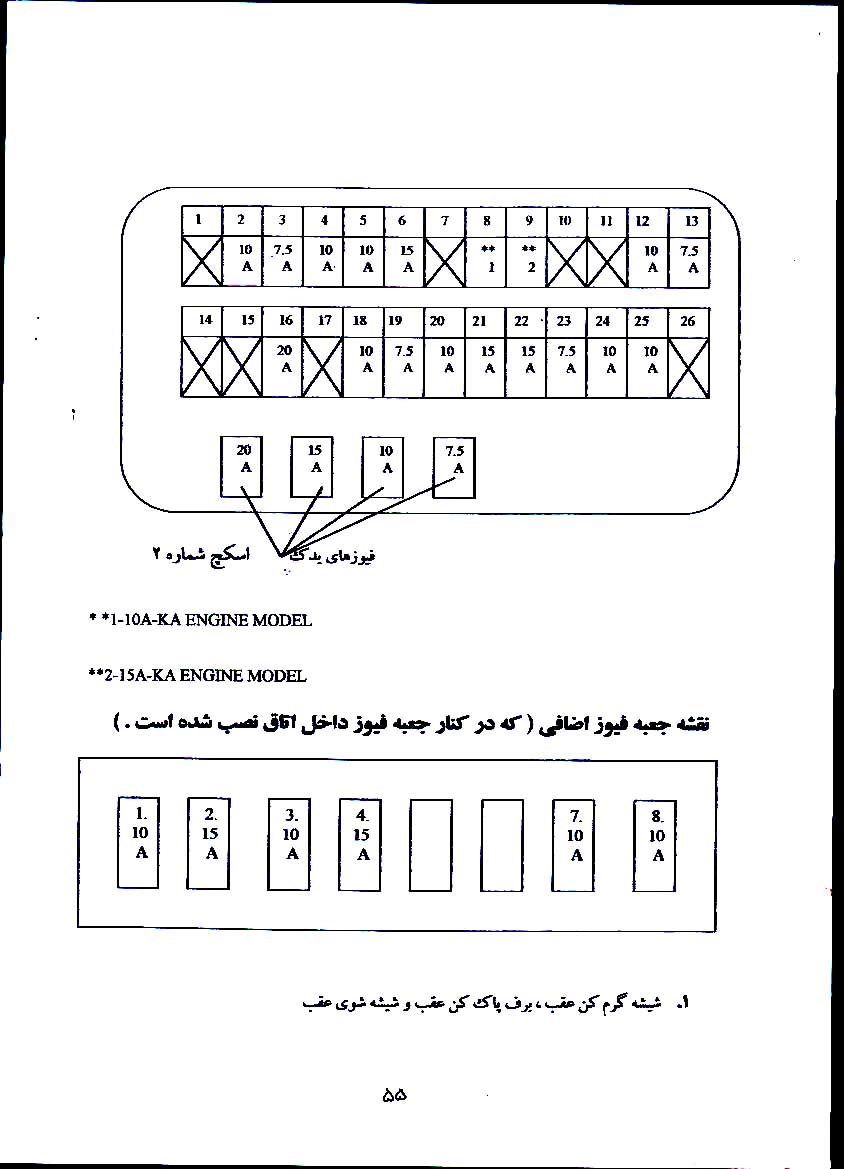 1 2 3 4 5 6 7 8 9 10 11 12 13
10 A 7.5 A 10 A 10 A 15 A ** 1 ** 2 10 A 7.5 A
14 15 16 17 18 19 20 21 22 23 24 25 26
20 A 10 A 7.5 A 10 A 15 A 15 A 7.5 A 10 A 10 A
20 A 15 A 10 A 7.5 A
فیوزهای یدک
اسکچ شماره ۲
* *1-10A-KA ENGINE MODEL
**2-15A-KA ENGINE MODEL
نقشه جعبه فیوز اضافی ( که در کنار جعبه فیوز داخل اتاق نصب شده است . )
1. 2. 3. 4. 7. 8.
10 15 10 15 10 10
A A A A A A
۱. شیشه گرم کن عقب ، برف پاک کن عقب و شیشه شوی عقب
۵۵